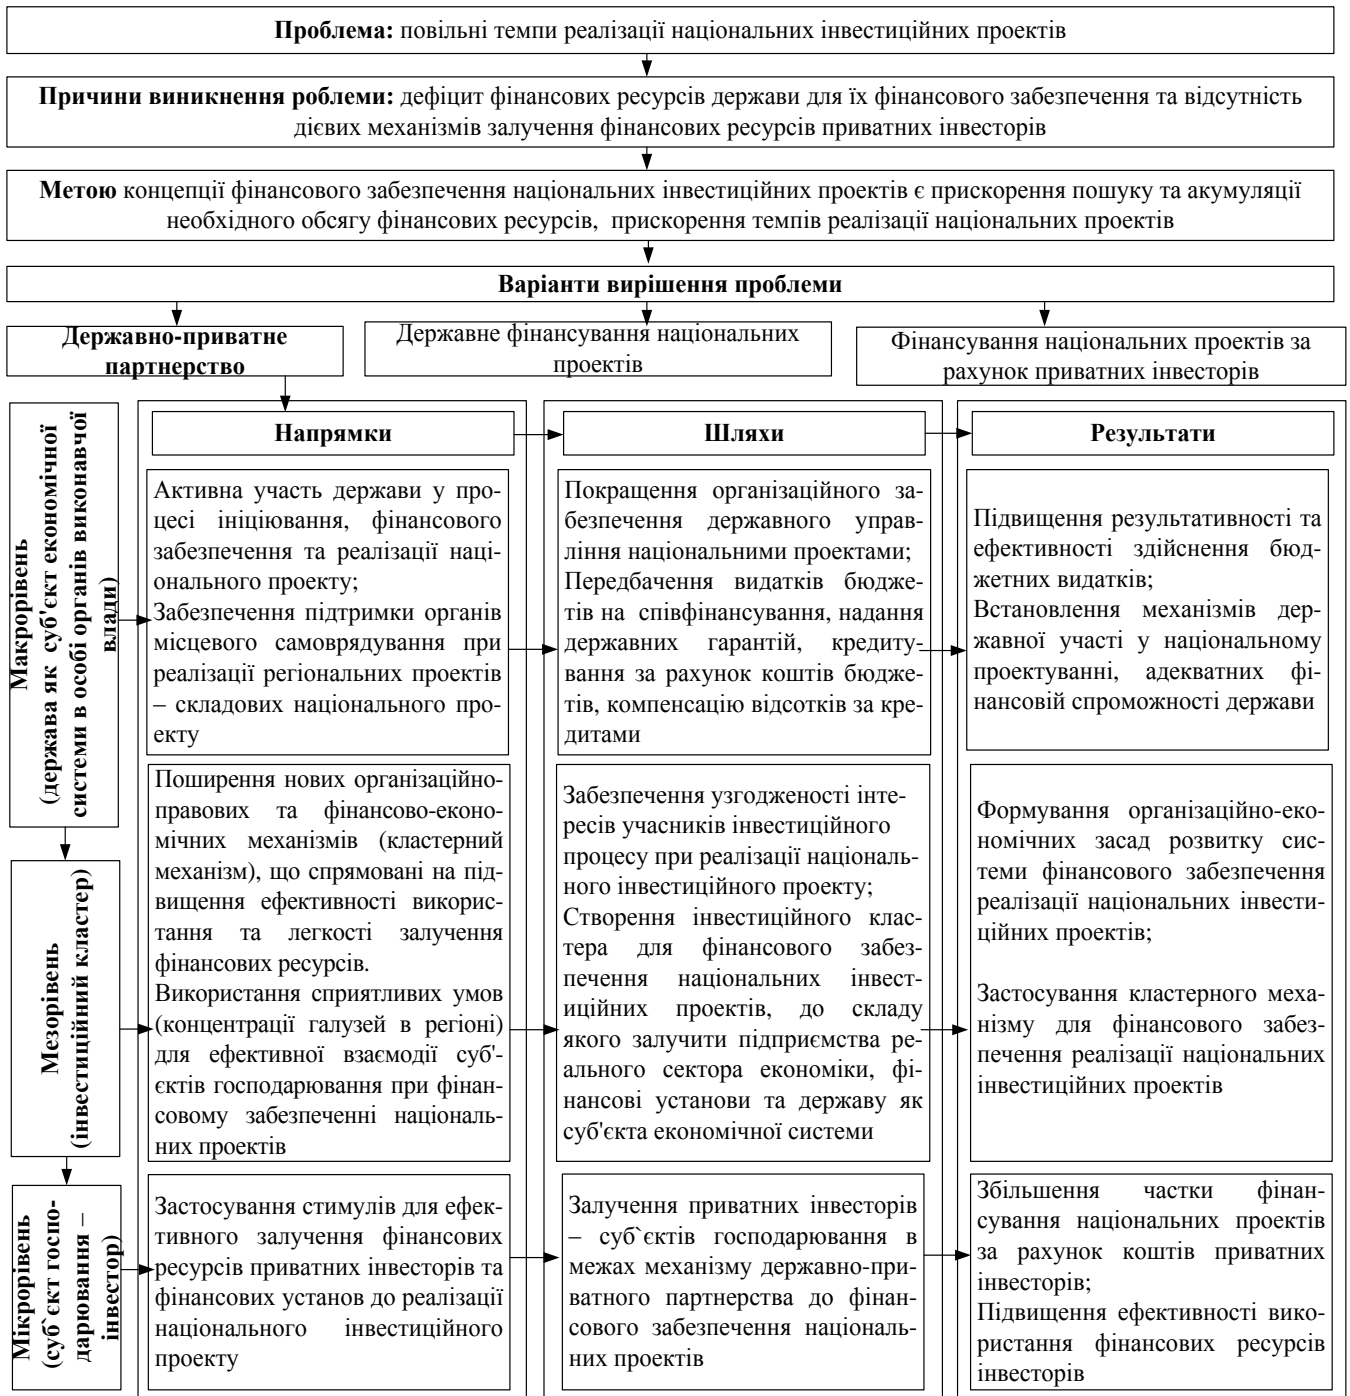 Проблема: повільні темпи реалізації національних інвестиційних проектів
Причини виникнення роблеми: дефіцит фінансових ресурсів держави для їх фінансового забезпечення та відсутність
дієвих механізмів залучення фінансових ресурсів приватних інвесторів
Метою концепції фінансового забезпечення національних інвестиційних проектів є прискорення пошуку та акумуляції
необхідного обсягу фінансових ресурсів, прискорення темпів реалізації національних проектів
Варіанти вирішення проблеми
Державно-приватне
партнерство
Державне фінансування національних
проектів
Фінансування національних проектів за
рахунок приватних інвесторів
Напрямки
Шляхи
Результати
Макрорівень
(держава як суб'єкт економічної
системи в особі органів виконавчої
влади)
Активна участь держави у про-
цесі ініціювання, фінансового
забезпечення та реалізації наці-
онального проекту;
Забезпечення підтримки органів
місцевого самоврядування при
реалізації регіональних проектів
– складових національного про-
екту
Покращення організаційного за-
безпечення державного управ-
ління національними проектами;
Передбачення видатків бюдже-
тів на співфінансування, надання
державних гарантій, кредиту-
вання за рахунок коштів бюдже-
тів, компенсацію відсотків за кре-
дитами
Підвищення результативності та
ефективності здійснення бюд-
жетних видатків;
Встановлення механізмів дер-
жавної участі у національному
проектуванні, адекватних фі-
нансовій спроможності держави
Мезорівень
(інвестиційний кластер)
Поширення нових організаційно-
правових та фінансово-еконо-
мічних механізмів (кластерний
механізм), що спрямовані на під-
вищення ефективності викорис-
тання та легкості залучення
фінансових ресурсів.
Використання сприятливих умов
(концентрації галузей в регіоні)
для ефективної взаємодії суб'-
єктів господарювання при фінан-
совому забезпеченні національ-
них проектів
Забезпечення узгодженості інте-
ресів учасників інвестиційного
процесу при реалізації національ-
ного інвестиційного проекту;
Створення інвестиційного клас-
тера для фінансового забез-
печення національних інвест-
иційних проектів, до складу
якого залучити підприємства ре-
ального сектора економіки, фі-
нансові установи та державу як
суб'єкта економічної системи
Формування організаційно-еко-
номічних засад розвитку сис-
теми фінансового забезпечення
реалізації національних інвести-
ційних проектів;
Застосування кластерного меха-
нізму для фінансового забез-
печення реалізації національних
інвестиційних проектів
Мікрорівень
(суб`єкт госпо-
дарювання –
інвестор)
Застосування стимулів для ефек-
тивного залучення фінансових
ресурсів приватних інвесторів та
фінансових установ до реалізації
національного інвестиційного
проекту
Залучення приватних інвесторів
– суб`єктів господарювання в
межах механізму державно-при-
ватного партнерства до фінан-
сового забезпечення національ-
них проектів
Збільшення частки фінан-
сування національних проектів
за рахунок коштів приватних
інвесторів;
Підвищення ефективності вико-
ристання фінансових ресурсів
інвесторів